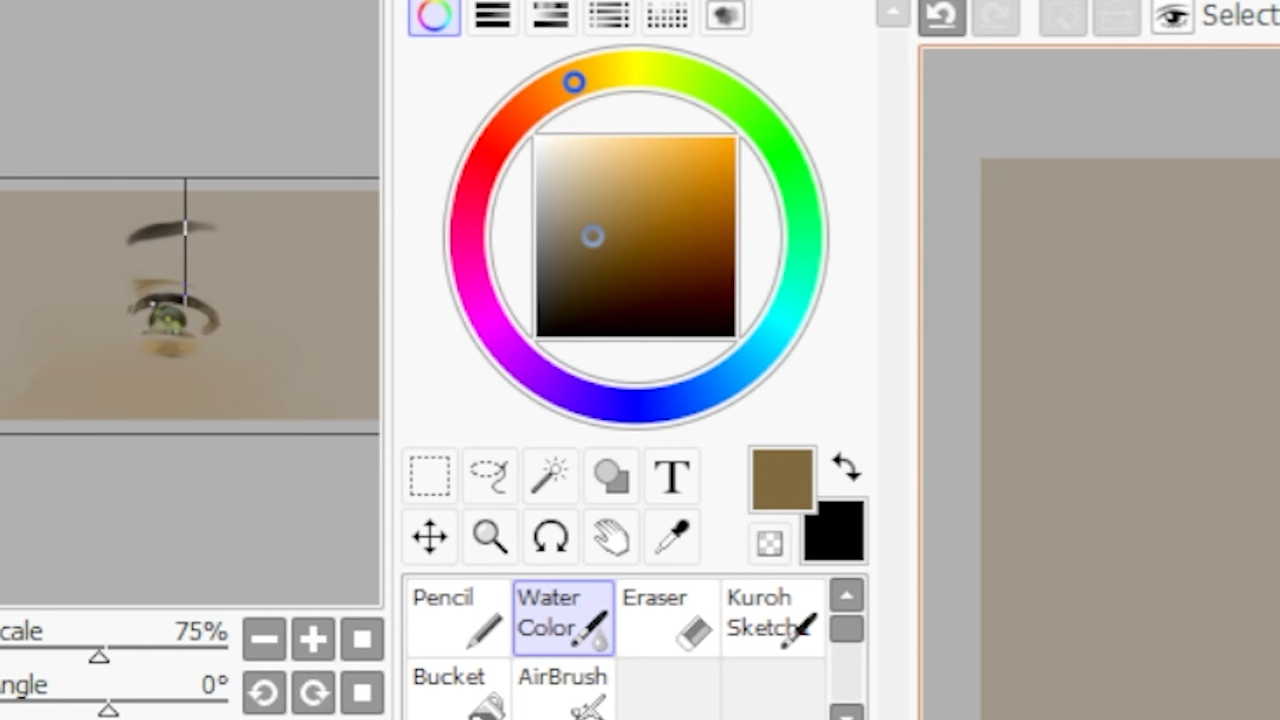 Select
cale 75%
ngle 0°
T
Pencil
Water
Color
Eraser
Kuroh
Sketch
Bucket
AirBrush